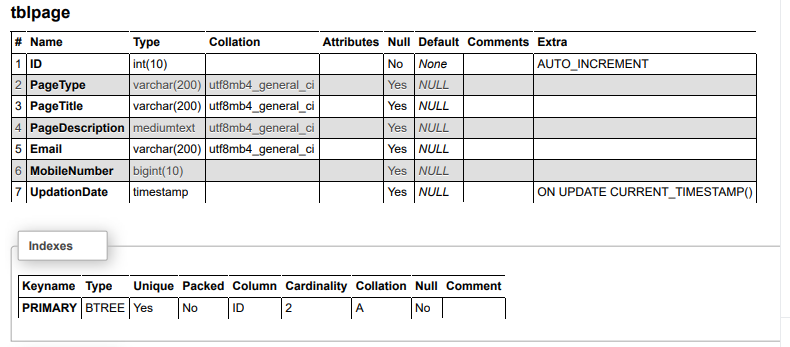 tblpage
# Name Type Collation Attributes Null Default Comments Extra
1 ID int(10) No None AUTO_INCREMENT
2 PageType varchar(200) utf8mb4_general_ci Yes NULL
3 PageTitle varchar(200) utf8mb4_general_ci Yes NULL
4 PageDescription mediumtext utf8mb4_general_ci Yes NULL
5 Email varchar(200) utf8mb4_general_ci Yes NULL
6 MobileNumber bigint(10) Yes NULL
7 UpdationDate timestamp Yes NULL ON UPDATE CURRENT_TIMESTAMP()
Indexes
Keyname Type Unique Packed Column Cardinality Collation Null Comment
PRIMARY BTREE Yes No ID 2 A No